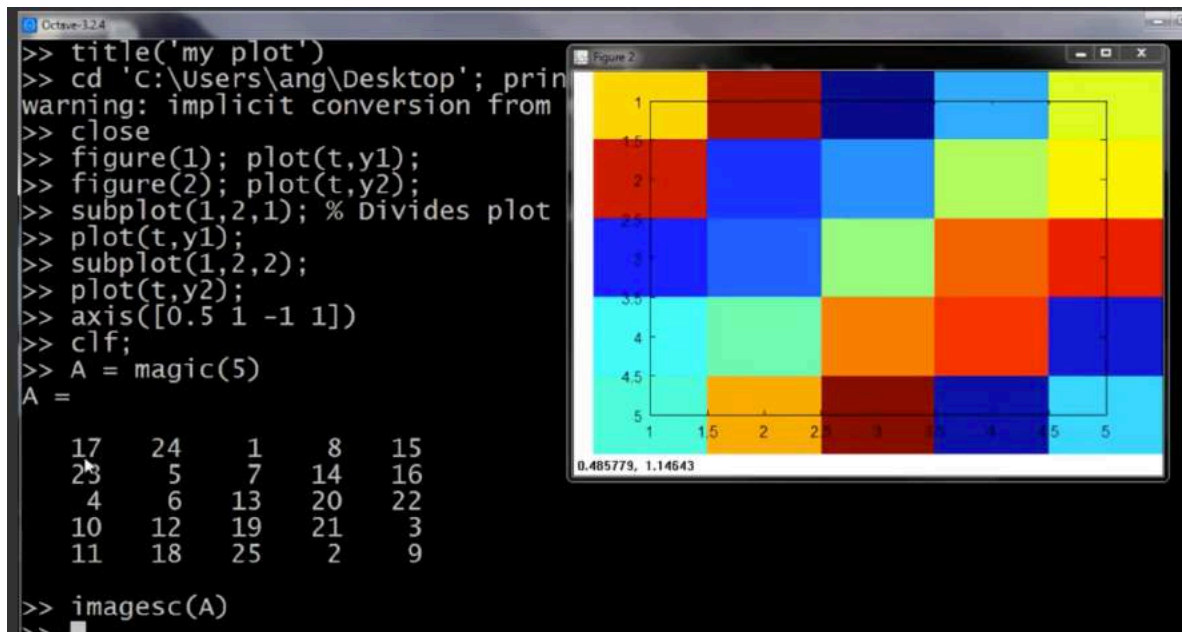 Octave-3.2.4
>> title('my plot')
>> cd 'C:\Users\ang\Desktop'; prin
warning: implicit conversion from
>> close
>> figure(1); plot(t,y1);
>> figure(2); plot(t,y2);
>> subplot(1,2,1); % Divides plot
>> plot(t,y1);
>> subplot(1,2,2);
>> plot(t,y2);
>> axis([0.5 1 -1 1])
>> clf;
>> A = magic(5)
A =
17 24 1 8 15
23 5 7 14 16
4 6 13 20 22
10 12 19 21 3
11 18 25 2 9
>> imagesc(A)
>>
Figure 2
1
1.5
2
2.5
3
3.5
4
4.5
5
1 1.5 2 2.5 3 3.5 4 4.5 5
0.485779, 1.14643